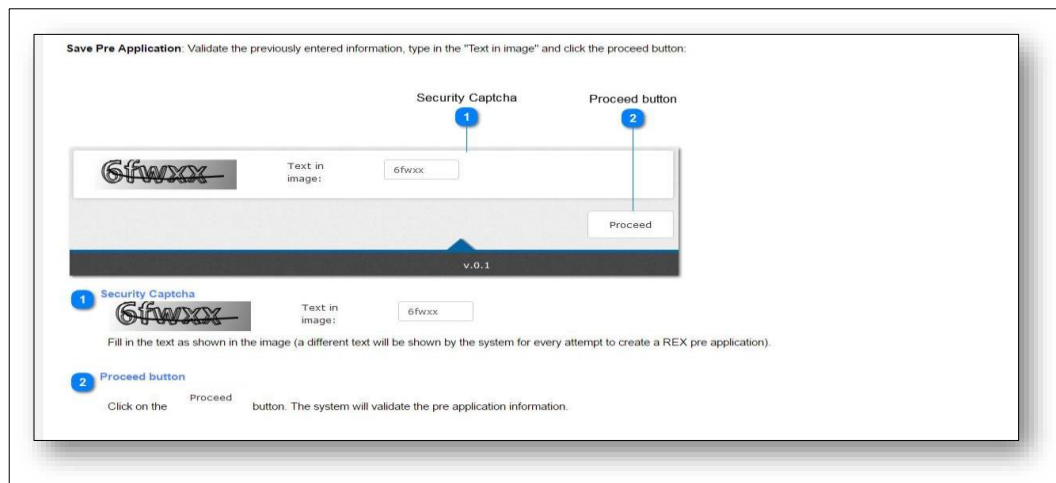 Save Pre Application: Validate the previously entered information, type in the "Text in image" and click the proceed button:
Security Captcha Proceed button
1 2
6fwxx Text in image: 6fwxx
Proceed
v.0.1
1 Security Captcha
6fwxx Text in image: 6fwxx
Fill in the text as shown in the image (a different text will be shown by the system for every attempt to create a REX pre application).
2 Proceed button
Click on the Proceed button. The system will validate the pre application information.